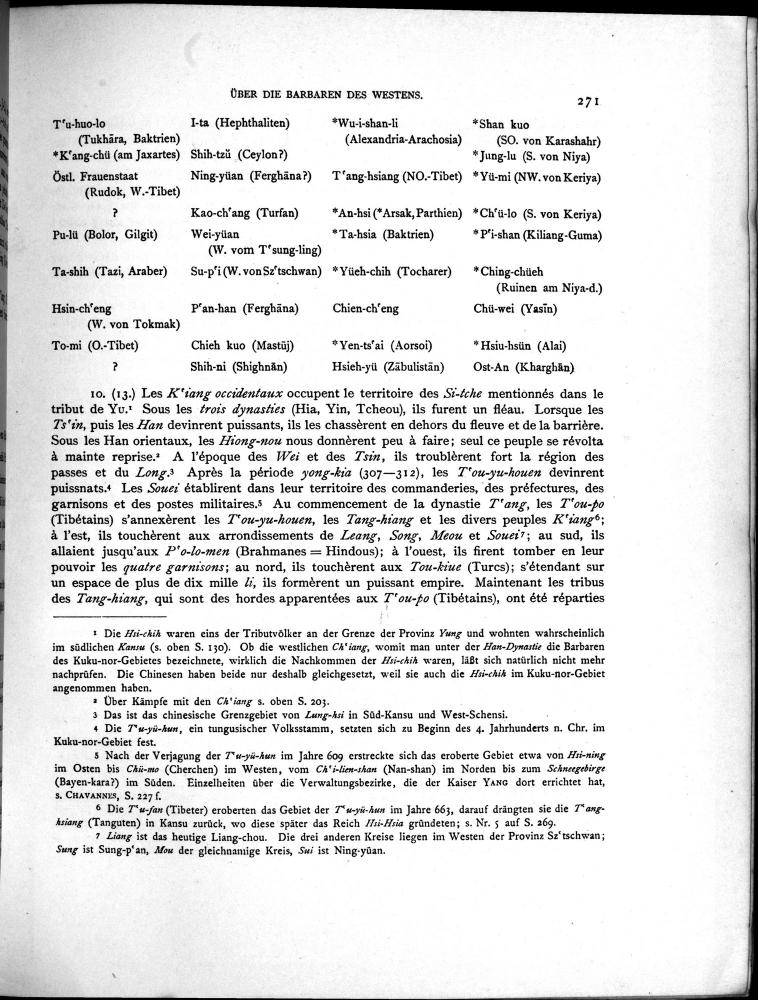 ÜBER DIE BARBAREN DES WESTENS.
271
T‘u-huo-lo I-ta (Hephthaliten) *Wu-i-shan-li *Shan kuo
(Tukhāra, Baktrien) (Alexandria-Arachosia) (SO. von Karashahr)
*K‘ang-chü (am Jaxartes) Shih-tzŭ (Ceylon?) *Jung-lu (S. von Niya)
Östl. Frauenstaat Ning-yüan (Ferghāna?) T‘ang-hsiang (NO.-Tibet) *Yü-mi (NW. von Keriya)
(Rudok, W.-Tibet)
? Kao-ch‘ang (Turfan) *An-hsi (*Arsak, Parthien) *Ch‘ü-lo (S. von Keriya)
Pu-lü (Bolor, Gilgit) Wei-yüan *Ta-hsia (Baktrien) *P‘i-shan (Kiliang-Guma)
(W. vom T‘sung-ling)
Ta-shih (Tazi, Araber) Su-p‘i (W. von Sz‘tschwan) *Yüeh-chih (Tocharer) *Ching-chüeh
(Ruinen am Niya-d.)
Hsin-ch‘eng P‘an-han (Ferghāna) Chien-ch‘eng Chü-wei (Yasīn)
(W. von Tokmak)
To-mi (O.-Tibet) Chieh kuo (Mastūj) *Yen-ts‘ai (Aorsoi) *Hsiu-hsün (Alai)
? Shih-ni (Shighnān) Hsieh-yü (Zābulistān) Ost-An (Kharghān)
10. (13.) Les K‘iang occidentaux occupent le territoire des Si-tche mentionnés dans le
tribut de Yu.¹ Sous les trois dynasties (Hia, Yin, Tcheou), ils furent un fléau. Lorsque les
Ts‘in, puis les Han devinrent puissants, ils les chassèrent en dehors du fleuve et de la barrière.
Sous les Han orientaux, les Hiong-nou nous donnèrent peu à faire; seul ce peuple se révolta
à mainte reprise.² A l’époque des Wei et des Tsin, ils troublèrent fort la région des
passes et du Long.³ Après la période yong-kia (307—312), les T‘ou-yu-houen devinrent
puissnats.⁴ Les Souei établirent dans leur territoire des commanderies, des préfectures, des
garnisons et des postes militaires.⁵ Au commencement de la dynastie T‘ang, les T‘ou-po
(Tibétains) s’annexèrent les T‘ou-yu-houen, les Tang-hiang et les divers peuples K‘iang⁶;
à l’est, ils touchèrent aux arrondissements de Leang, Song, Meou et Souei⁷; au sud, ils
allaient jusqu’aux P‘o-lo-men (Brahmanes = Hindous); à l’ouest, ils firent tomber en leur
pouvoir les quatre garnisons; au nord, ils touchèrent aux Tou-kiue (Turcs); s’étendant sur
un espace de plus de dix mille li, ils formèrent un puissant empire. Maintenant les tribus
des Tang-hiang, qui sont des hordes apparentées aux T‘ou-po (Tibétains), ont été réparties
¹ Die Hsi-chih waren eins der Tributvölker an der Grenze der Provinz Yung und wohnten wahrscheinlich
im südlichen Kansu (s. oben S. 130). Ob die westlichen Ch‘iang, womit man unter der Han-Dynastie die Barbaren
des Kuku-nor-Gebietes bezeichnete, wirklich die Nachkommen der Hsi-chih waren, läßt sich natürlich nicht mehr
nachprüfen. Die Chinesen haben beide nur deshalb gleichgesetzt, weil sie auch die Hsi-chih im Kuku-nor-Gebiet
angenommen haben.
² Über Kämpfe mit den Ch‘iang s. oben S. 203.
³ Das ist das chinesische Grenzgebiet von Lung-hsi in Süd-Kansu und West-Schensi.
⁴ Die T‘u-yü-hun, ein tungusischer Volksstamm, setzten sich zu Beginn des 4. Jahrhunderts n. Chr. im
Kuku-nor-Gebiet fest.
⁵ Nach der Verjagung der T‘u-yü-hun im Jahre 609 erstreckte sich das eroberte Gebiet etwa von Hsi-ning
im Osten bis Chü-mo (Cherchen) im Westen, vom Ch‘i-lien-shan (Nan-shan) im Norden bis zum Schneegebirge
(Bayen-kara?) im Süden. Einzelheiten über die Verwaltungsbezirke, die der Kaiser YANG dort errichtet hat,
s. CHAVANNES, S. 227 f.
⁶ Die T‘u-fan (Tibeter) eroberten das Gebiet der T‘u-yü-hun im Jahre 663, darauf drängten sie die T‘ang-
hsiang (Tanguten) in Kansu zurück, wo diese später das Reich Hsi-Hsia gründeten; s. Nr. 5 auf S. 269.
⁷ Liang ist das heutige Liang-chou. Die drei anderen Kreise liegen im Westen der Provinz Sz‘tschwan;
Sung ist Sung-p‘an, Mou der gleichnamige Kreis, Sui ist Ning-yüan.